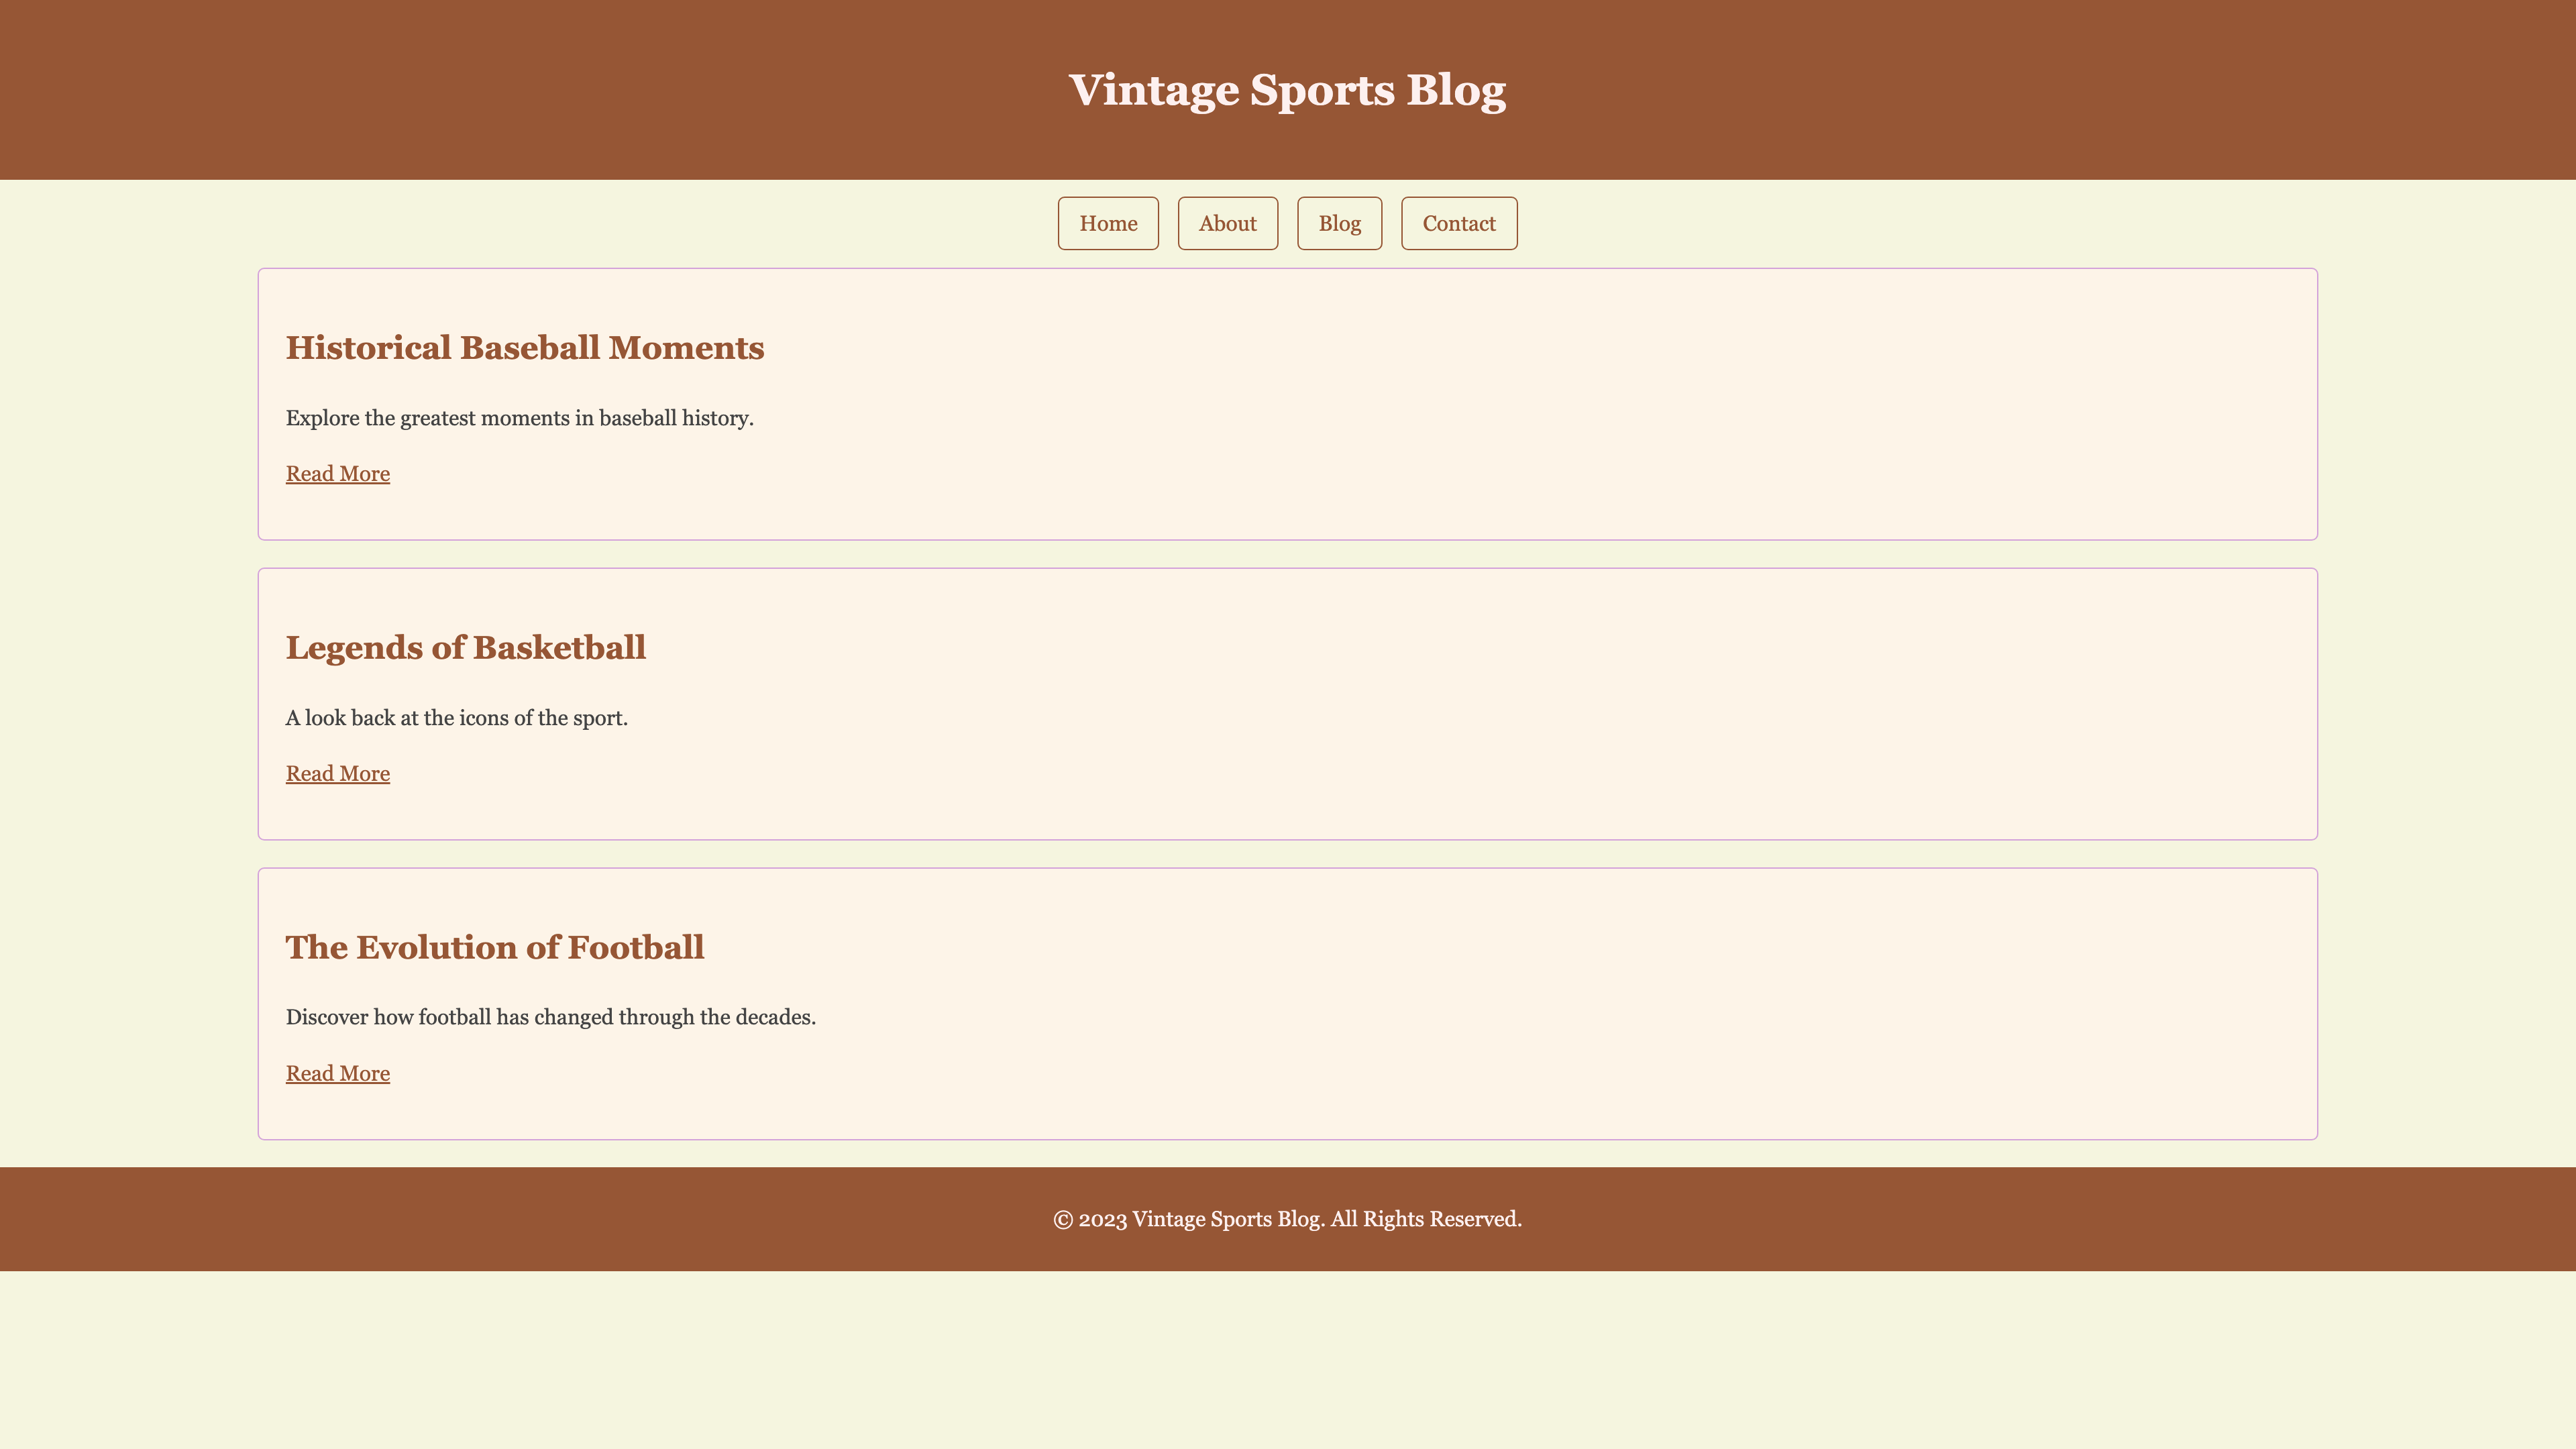 Vintage Sports Blog
Home About Blog Contact
Historical Baseball Moments
Explore the greatest moments in baseball history.
Read More
Legends of Basketball
A look back at the icons of the sport.
Read More
The Evolution of Football
Discover how football has changed through the decades.
Read More
© 2023 Vintage Sports Blog. All Rights Reserved.